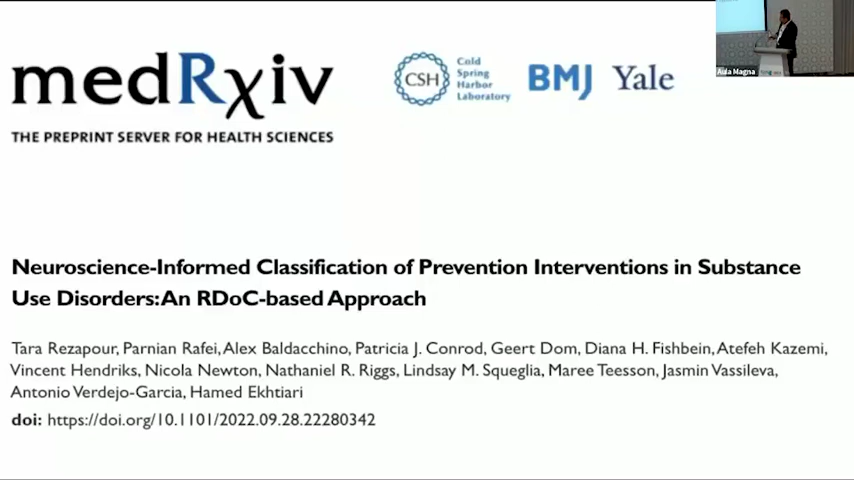 medRχiv
THE PREPRINT SERVER FOR HEALTH SCIENCES
CSH
Cold
Spring
Harbor
Laboratory
BMJ
Yale
Aula Magna
Neuroscience-Informed Classification of Prevention Interventions in Substance
Use Disorders: An RDoC-based Approach
Tara Rezapour, Parnian Rafei, Alex Baldacchino, Patricia J. Conrod, Geert Dom, Diana H. Fishbein, Atefeh Kazemi,
Vincent Hendriks, Nicola Newton, Nathaniel R. Riggs, Lindsay M. Squeglia, Maree Teesson, Jasmin Vassileva,
Antonio Verdejo-Garcia, Hamed Ekhtiari
doi: https://doi.org/10.1101/2022.09.28.22280342